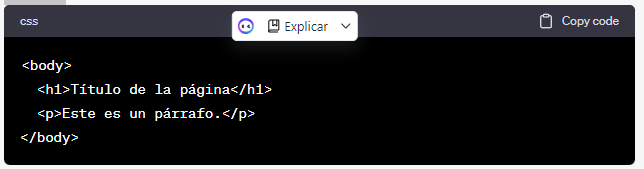 css
Explicar
Copy code
<body>
  <h1>Título de la página</h1>
  <p>Este es un párrafo.</p>
</body>